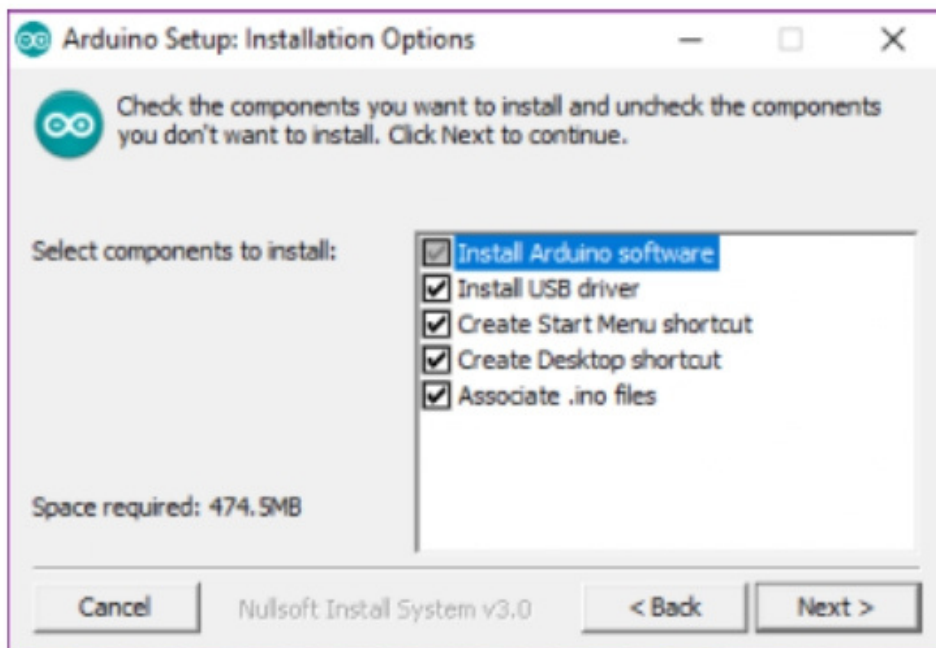 Arduino Setup: Installation Options
Check the components you want to install and uncheck the components
you don't want to install. Click Next to continue.
Select components to install:
Install Arduino software
Install USB driver
Create Start Menu shortcut
Create Desktop shortcut
Associate .ino files
Space required: 474.5MB
Cancel
Nullsoft Install System v3.0
< Back
Next >